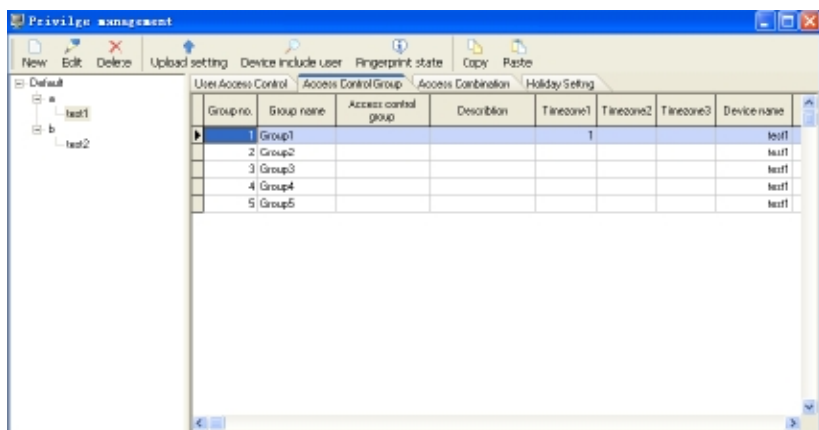 Privilge management
New Edit Delete Upload setting Device include user Fingerprint state Copy Paste
Default
a
test1
b
test2
User Access Control Access Control Group Access Combination Holiday Setting
Group no. Group name Access control group Description Timezone1 Timezone2 Timezone3 Device name
1 Group1 1 test1
2 Group2 test1
3 Group3 test1
4 Group4 test1
5 Group5 test1